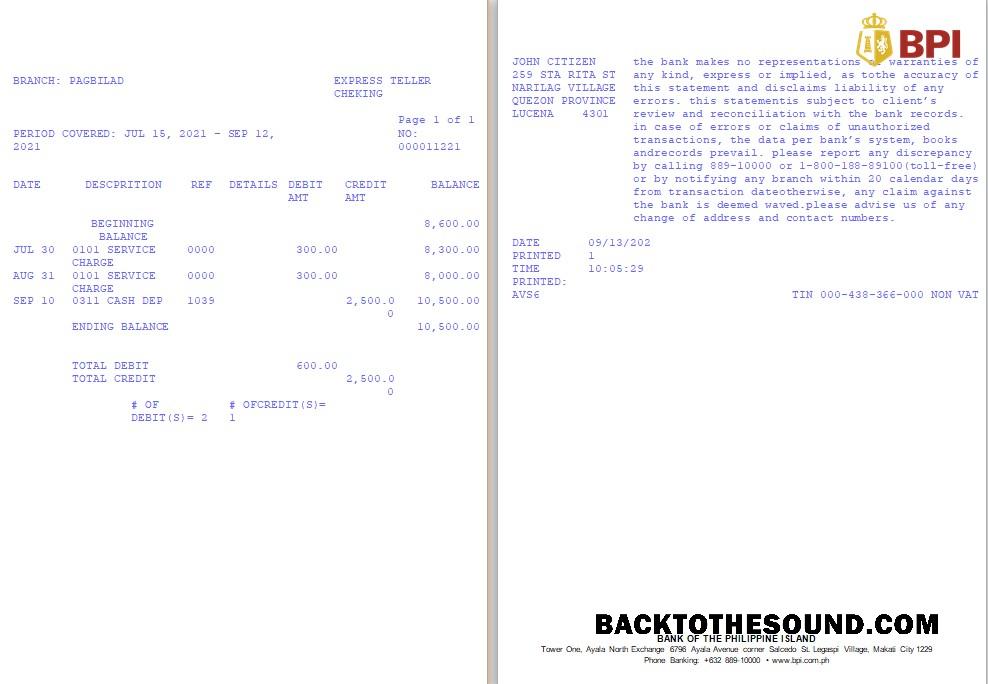 BRANCH: PAGBILAD
EXPRESS TELLER
CHEKING
Page 1 of 1
PERIOD COVERED: JUL 15, 2021 – SEP 12,
2021
NO:
000011221
DATE DESCPRITION REF DETAILS DEBIT AMT CREDIT AMT BALANCE
BEGINNING BALANCE 8,600.00
JUL 30 0101 SERVICE CHARGE 0000 300.00 8,300.00
AUG 31 0101 SERVICE CHARGE 0000 300.00 8,000.00
SEP 10 0311 CASH DEP 1039 2,500.00 10,500.00
ENDING BALANCE 10,500.00
TOTAL DEBIT 600.00
TOTAL CREDIT 2,500.00
# OF DEBIT(S)= 2 # OFCREDIT(S)= 1
BPI
JOHN CITIZEN
259 STA RITA ST
NARILAG VILLAGE
QUEZON PROVINCE
LUCENA 4301
the bank makes no representations or warranties of
any kind, express or implied, as tothe accuracy of
this statement and disclaims liability of any
errors. this statementis subject to client's
review and reconciliation with the bank records.
in case of errors or claims of unauthorized
transactions, the data per bank's system, books
andrecords prevail. please report any discrepancy
by calling 889-10000 or 1-800-188-89100(toll-free)
or by notifying any branch within 20 calendar days
from transaction dateotherwise, any claim against
the bank is deemed waved.please advise us of any
change of address and contact numbers.
DATE PRINTED 09/13/2021
TIME PRINTED: 10:05:29
AVS6 TIN 000-438-366-000 NON VAT
BACKTOTHESOUND.COM
BANK OF THE PHILIPPINE ISLAND
Tower One, Ayala North Exchange 6796 Ayala Avenue corner Salcedo St. Legaspi Village, Makati City 1229
Phone Banking: +632 889-10000 • www.bpi.com.ph